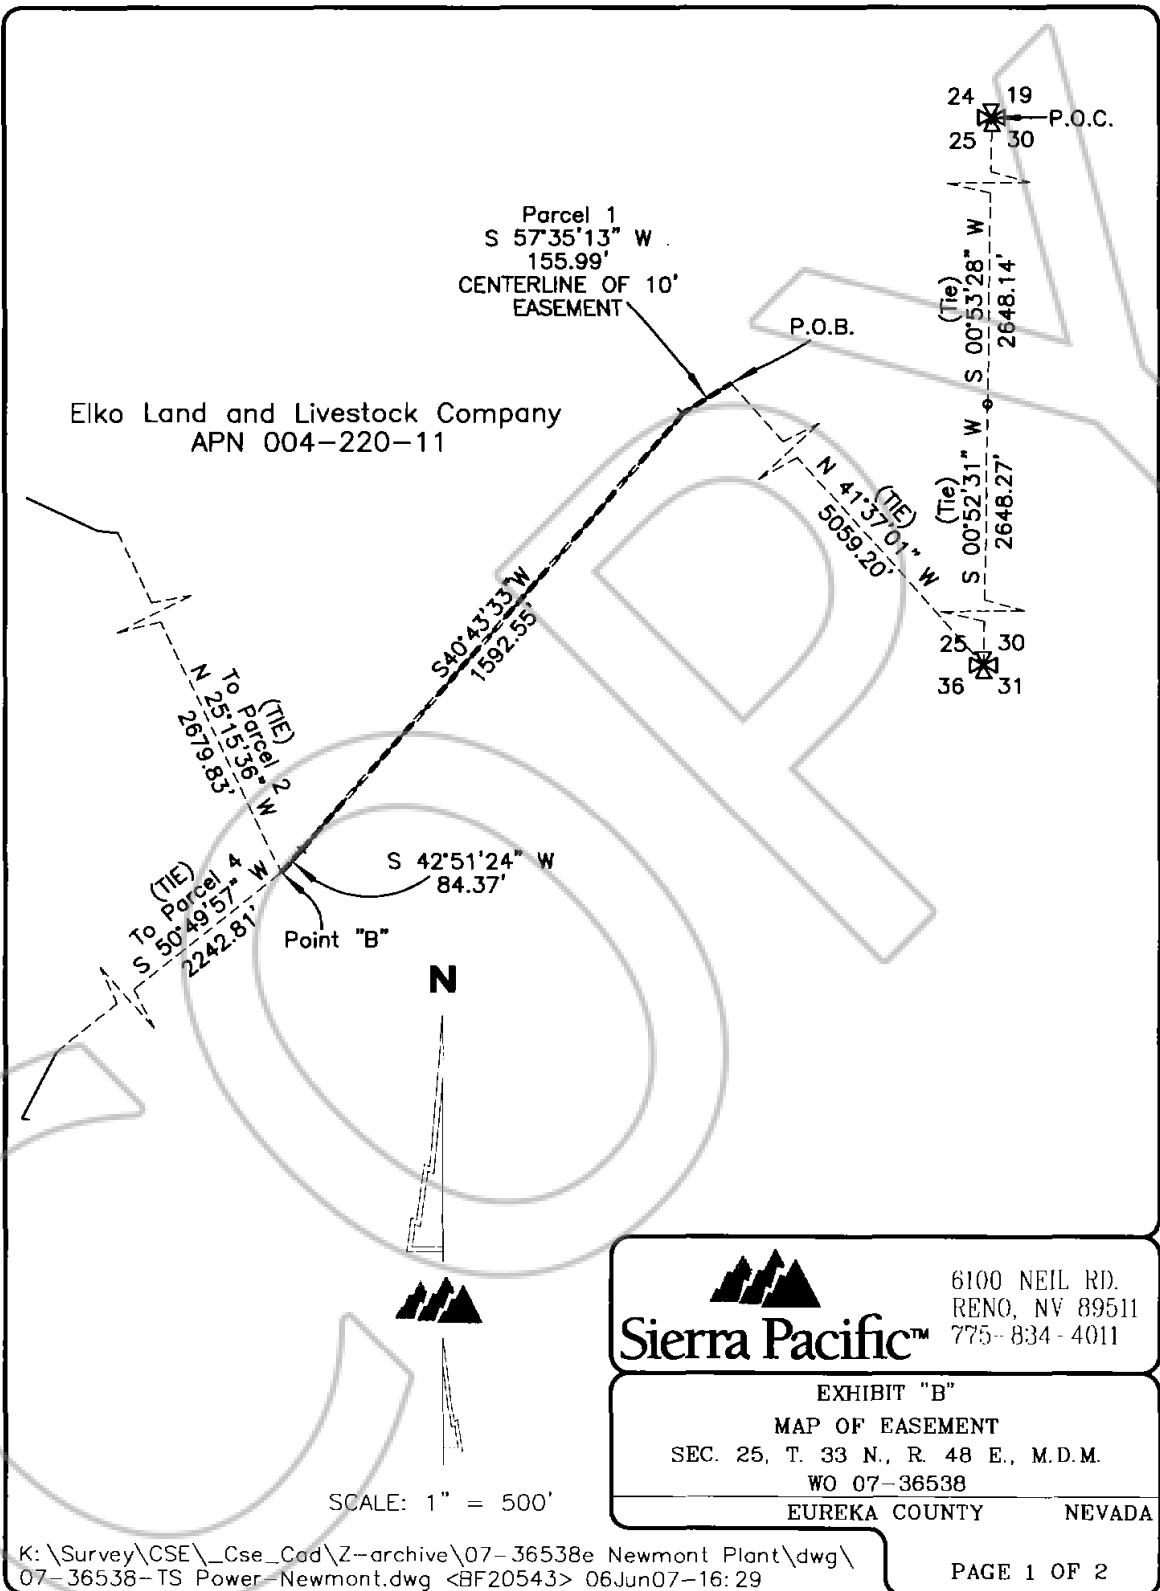 24 19
P.O.C.
25 30
Parcel 1
S 57°35'13" W
155.99'
CENTERLINE OF 10'
EASEMENT
P.O.B.
(Tie)
S 00°53'28" W
2648.14'
Elko Land and Livestock Company
APN 004-220-11
(TIE)
N 41°37'01" W
5059.20'
(Tie)
S 00°52'31" W
2648.27'
25 30
36 31
S40°43'33"W
1592.55'
(TIE)
To Parcel 2
N 25°15'36" W
2679.83'
(TIE)
To Parcel 4
S 50°49'57" W
2242.81'
S 42°51'24" W
84.37'
Point "B"
N
COPY
Sierra Pacific™
6100 NEIL RD.
RENO, NV 89511
775-834-4011
EXHIBIT "B"
MAP OF EASEMENT
SEC. 25, T. 33 N., R. 48 E., M.D.M.
WO 07-36538
EUREKA COUNTY NEVADA
SCALE: 1" = 500'
K:\Survey\CSE\_Cse_Cad\Z-archive\07-36538e Newmont Plant\dwg\
07-36538-TS Power-Newmont.dwg <BF20543> 06Jun07-16:29
PAGE 1 OF 2